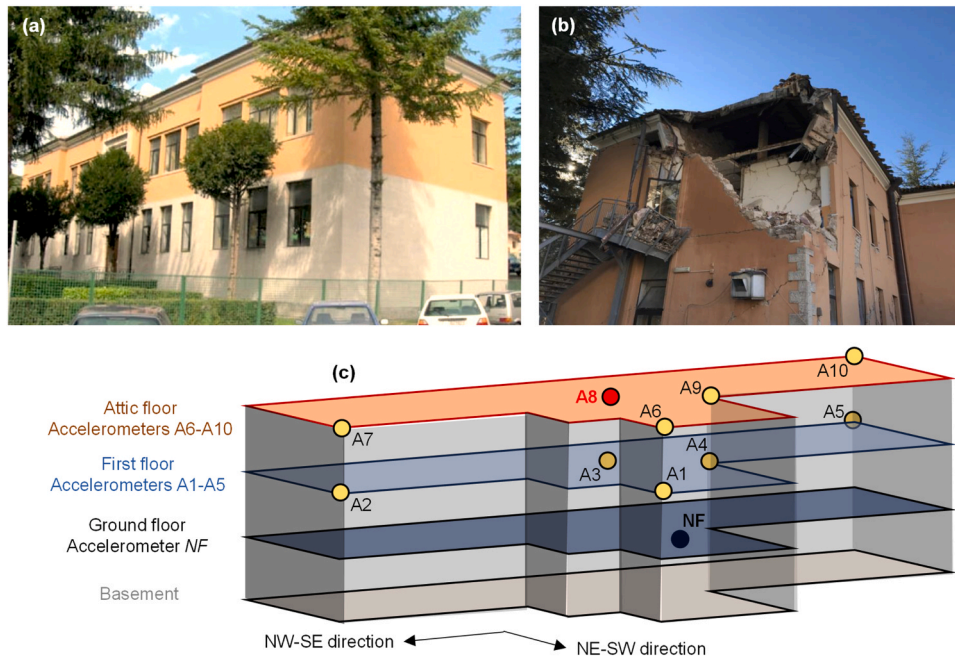 (a)
(b)
(c)
Attic floor
Accelerometers A6-A10
First floor
Accelerometers A1-A5
Ground floor
Accelerometer NF
Basement
A10
A9
A8
A6
A7
A5
A4
A3
A1
A2
NF
NW-SE direction
NE-SW direction